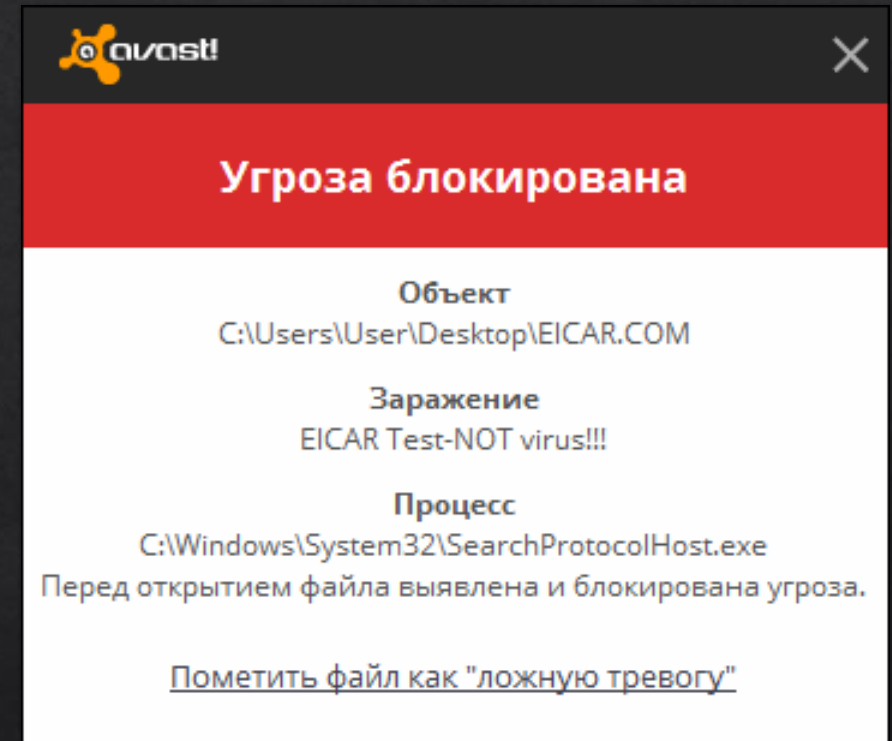 avast!
Угроза блокирована
Объект
C:\Users\User\Desktop\EICAR.COM
Заражение
EICAR Test-NOT virus!!!
Процесс
C:\Windows\System32\SearchProtocolHost.exe
Перед открытием файла выявлена и блокирована угроза.
Пометить файл как "ложную тревогу"